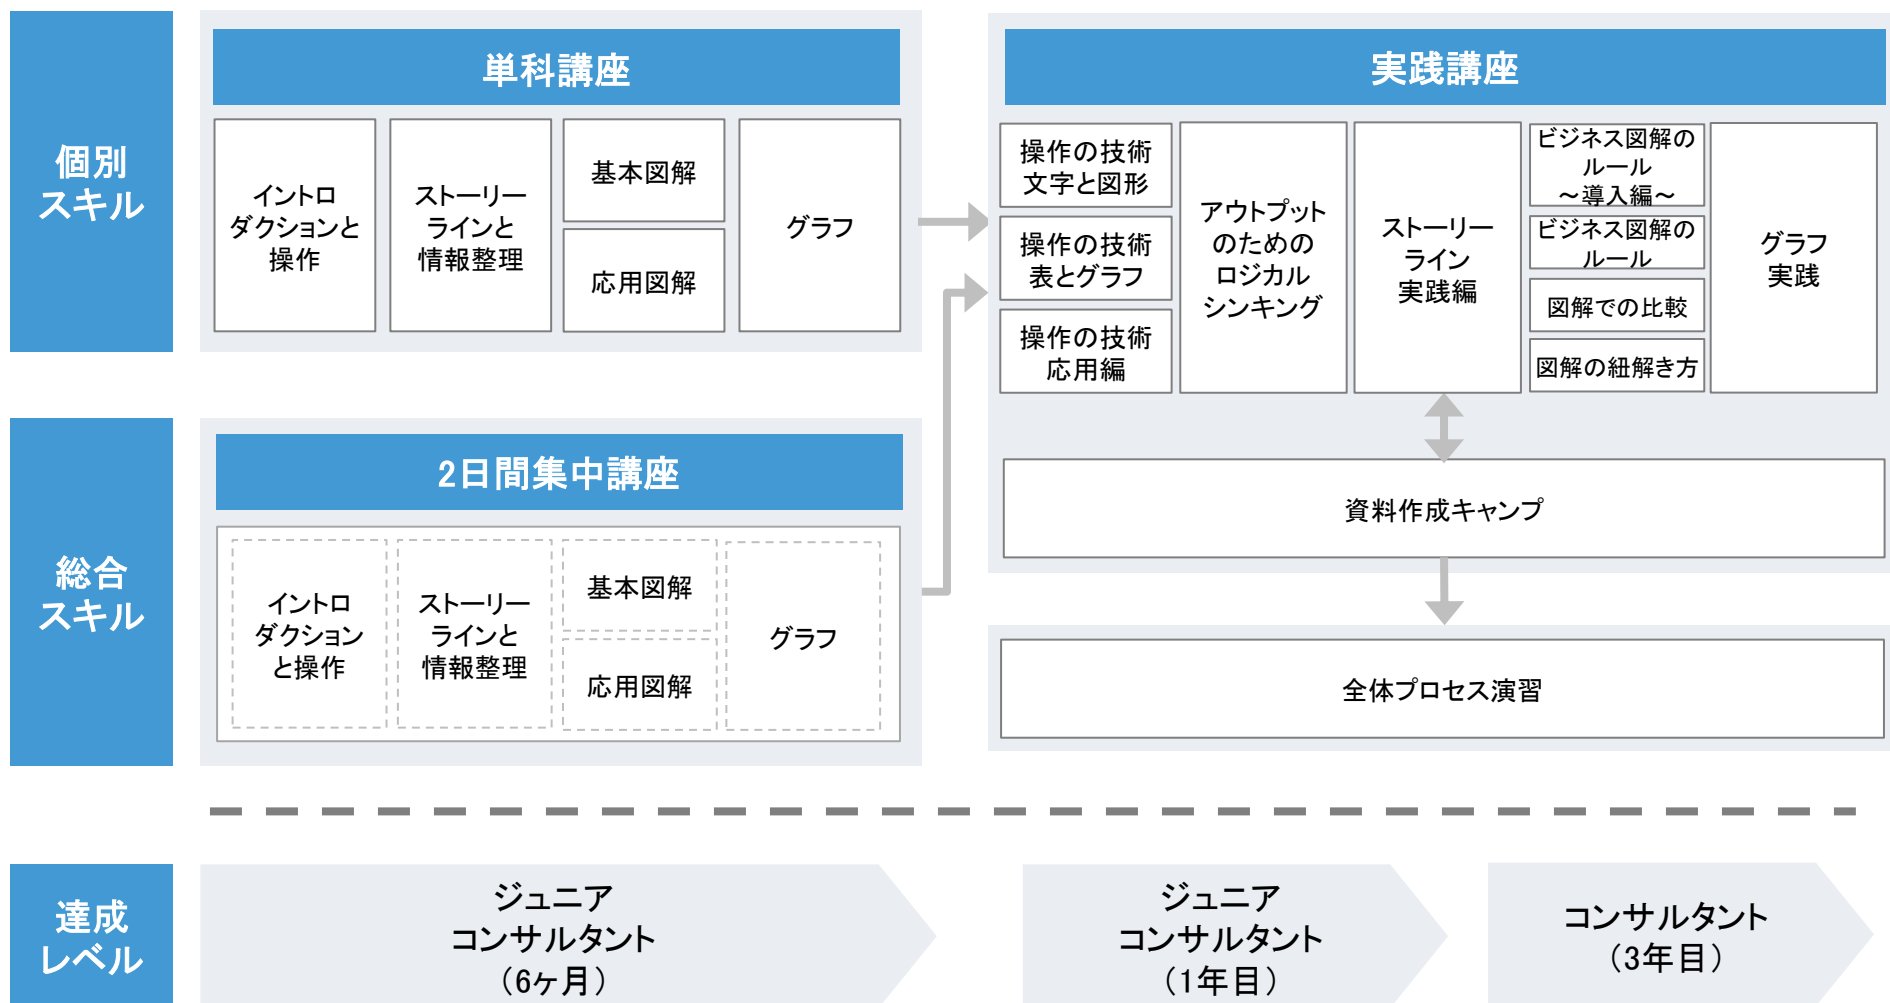 個別
スキル
単科講座
イントロ
ダクションと
操作
ストーリー
ラインと
情報整理
基本図解
応用図解
グラフ
実践講座
操作の技術
文字と図形
操作の技術
表とグラフ
操作の技術
応用編
アウトプット
のための
ロジカル
シンキング
ストーリー
ライン
実践編
ビジネス図解の
ルール
～導入編～
ビジネス図解の
ルール
図解での比較
図解の紐解き方
グラフ
実践
資料作成キャンプ
全体プロセス演習
総合
スキル
2日間集中講座
イントロ
ダクション
と操作
ストーリー
ラインと
情報整理
基本図解
応用図解
グラフ
達成
レベル
ジュニア
コンサルタント
（6ヶ月）
ジュニア
コンサルタント
（1年目）
コンサルタント
（3年目）